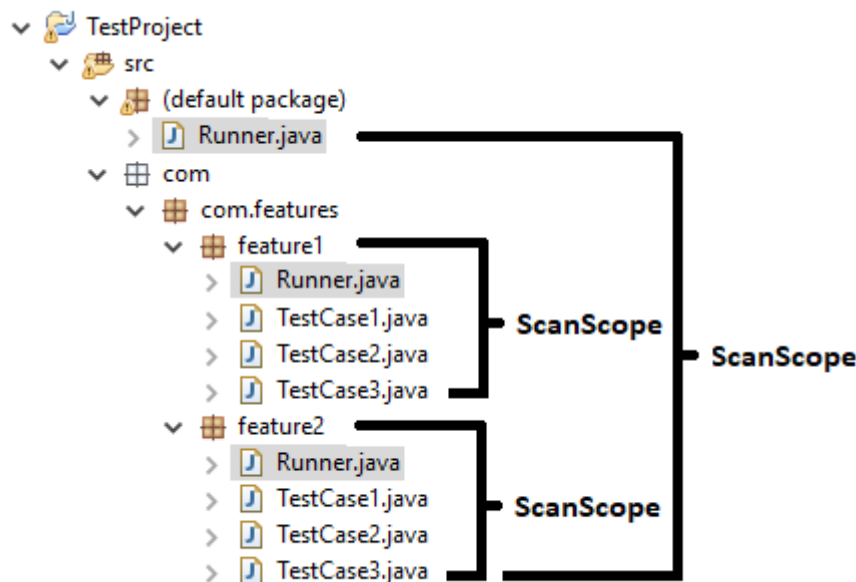 TestProject
src
(default package)
Runner.java
com
com.features
feature1
Runner.java
TestCase1.java
ScanScope
TestCase2.java
ScanScope
TestCase3.java
feature2
Runner.java
TestCase1.java
ScanScope
TestCase2.java
TestCase3.java